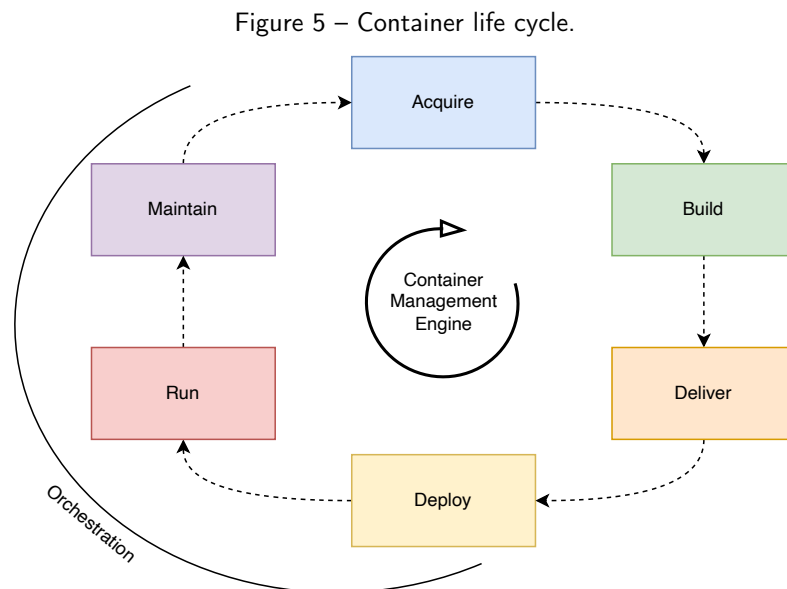 Figure 5 – Container life cycle.
Acquire
Maintain
Build
Container
Management
Engine
Run
Deliver
Deploy
Orchestration